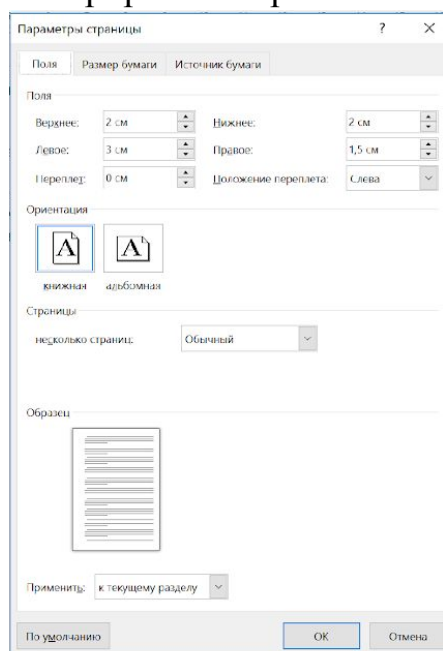 Параметры страницы ? ×
Поля Размер бумаги Источник бумаги
Поля
Верхнее: 2 см Нижнее: 2 см
Левое: 3 см Правое: 1,5 см
Переплет: 0 см Положение переплета: Слева
Ориентация
A A
книжная альбомная
Страницы
несколько страниц: Обычный
Образец
Применить: к текущему разделу
По умолчанию ОК Отмена